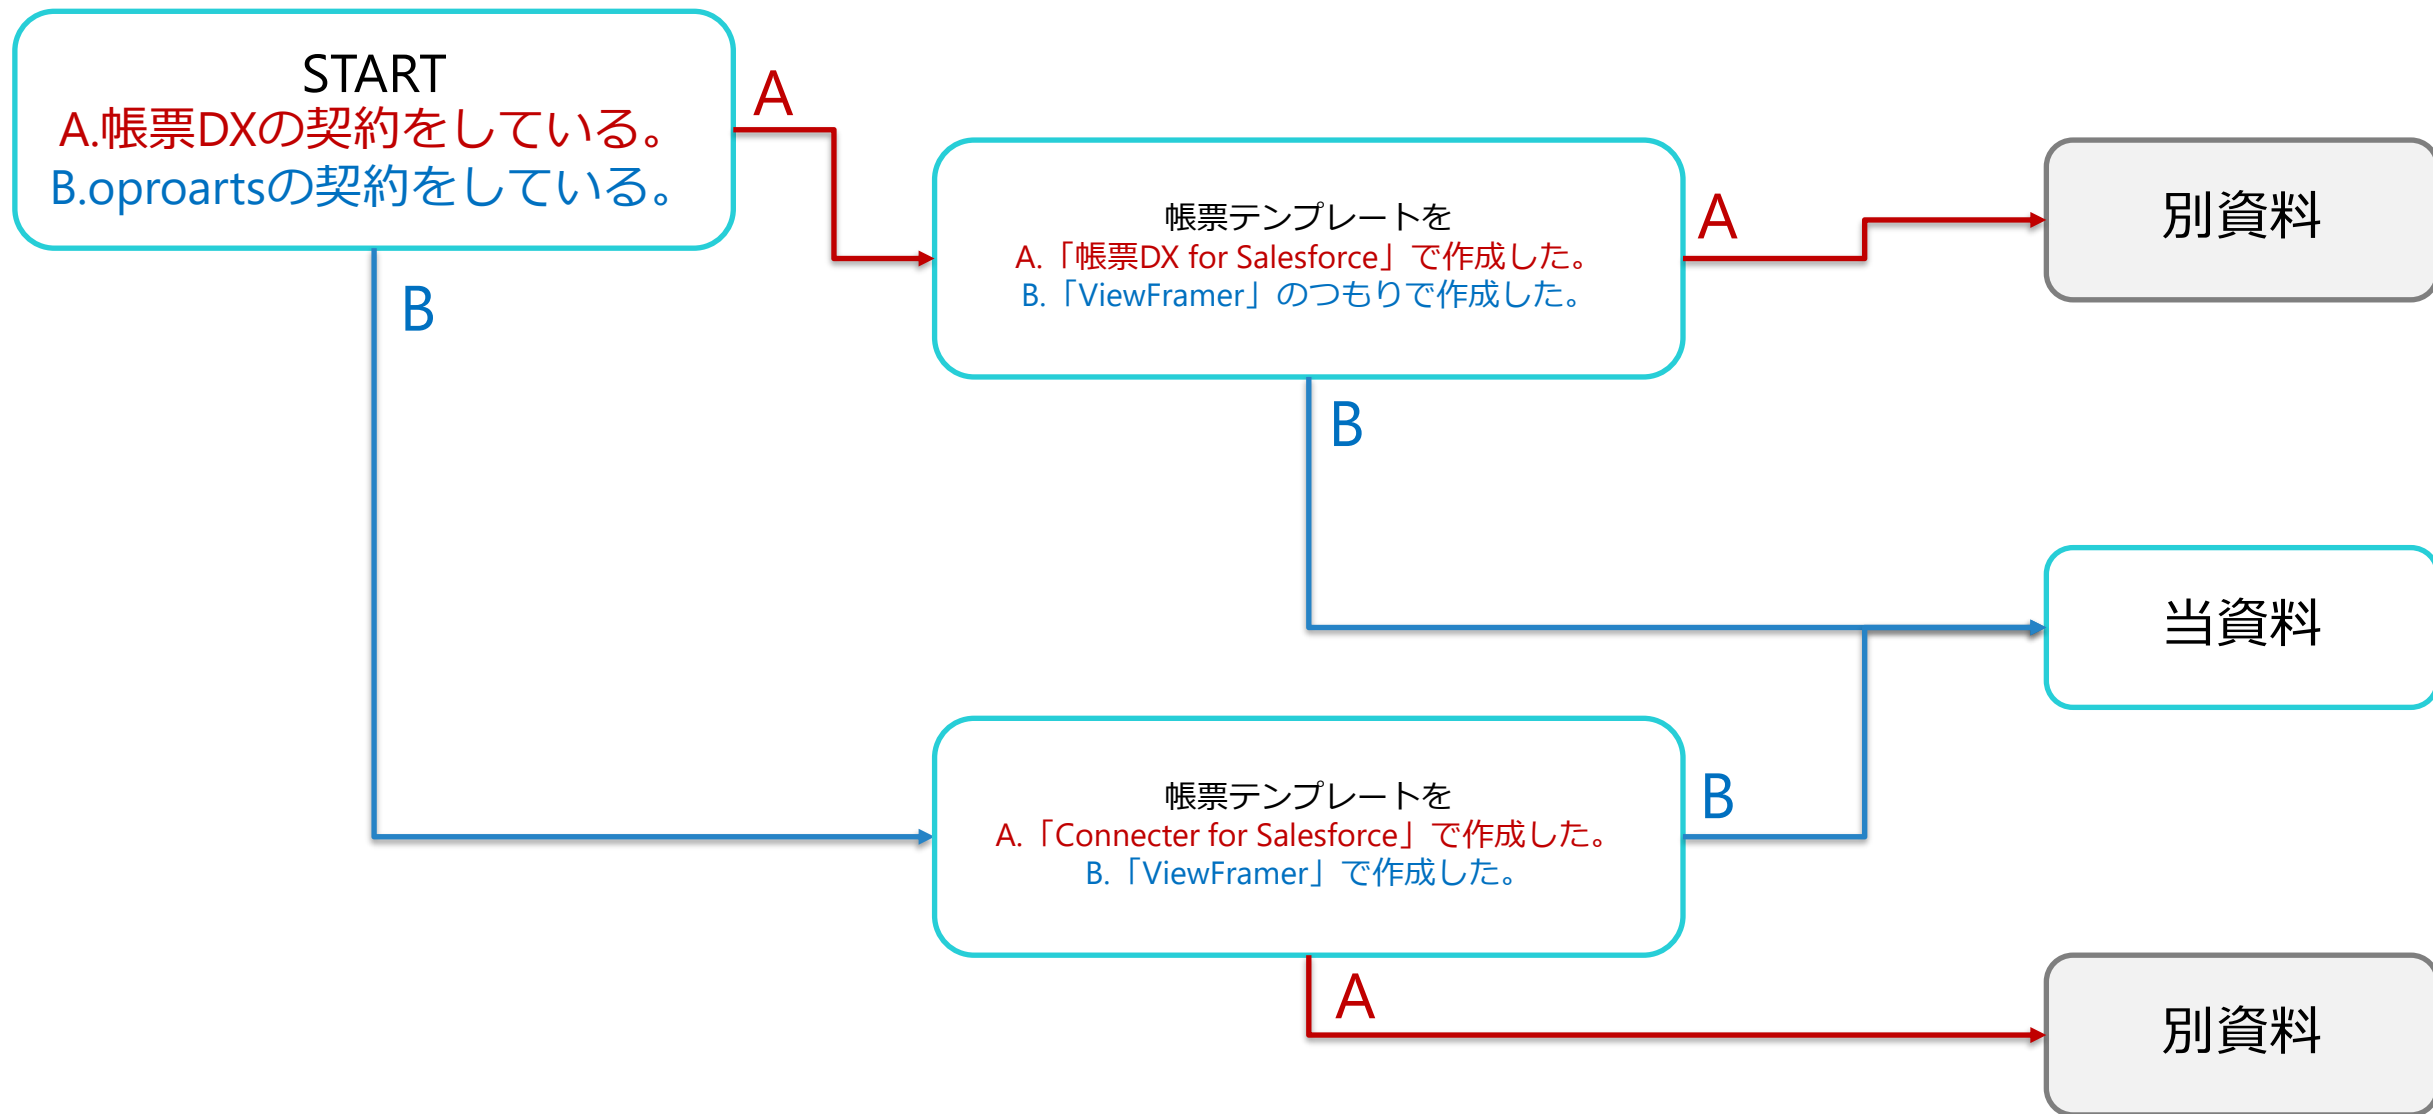 START
A.帳票DXの契約をしている。
B.oproartsの契約をしている。
A
B
帳票テンプレートを
A.「帳票DX for Salesforce」で作成した。
B.「ViewFramer」のつもりで作成した。
A
B
別資料
当資料
帳票テンプレートを
A.「Connecter for Salesforce」で作成した。
B.「ViewFramer」で作成した。
B
A
別資料